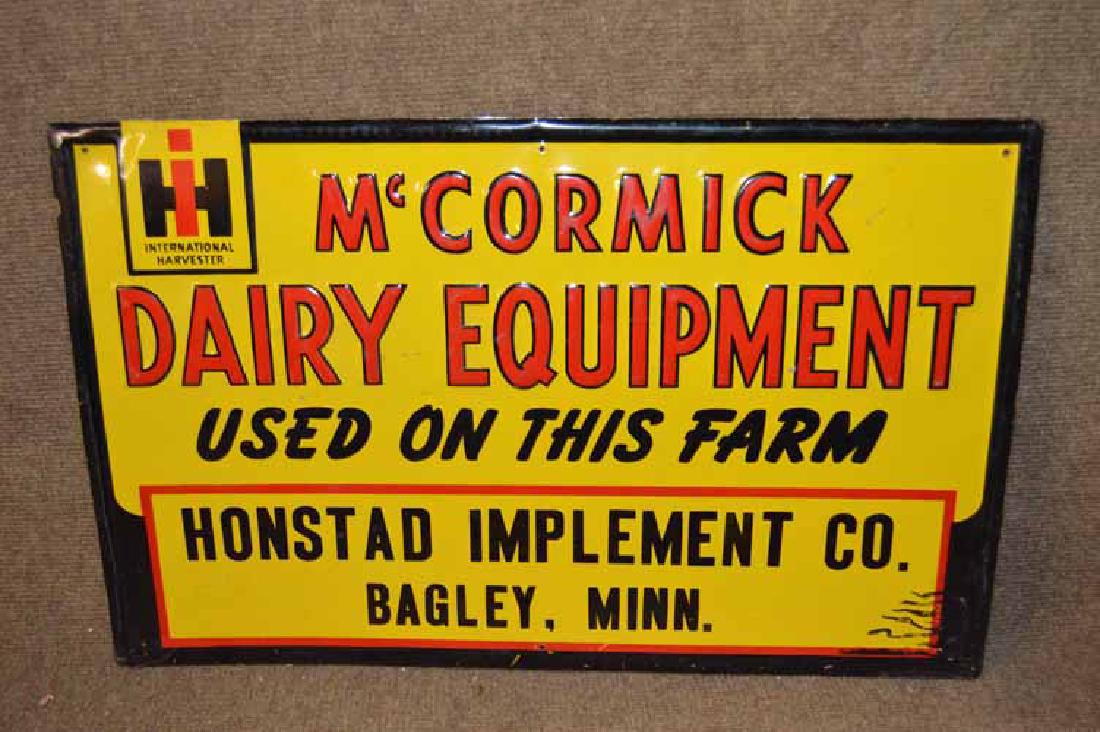 IH
INTERNATIONAL
HARVESTER
McCORMICK
DAIRY EQUIPMENT
USED ON THIS FARM
HONSTAD IMPLEMENT CO.
BAGLEY, MINN.